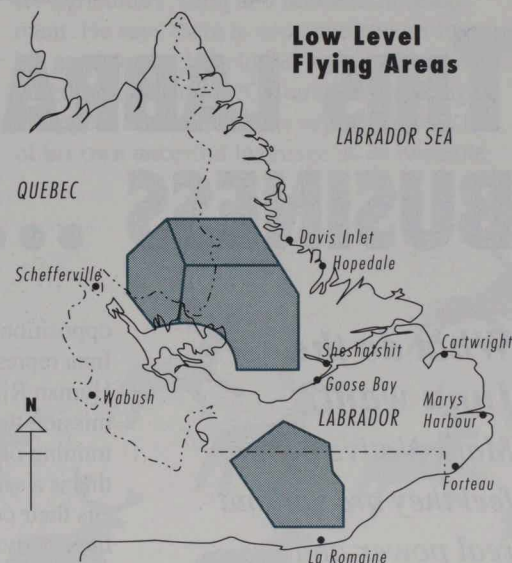 Low Level
Flying Areas
LABRADOR SEA
QUEBEC
Davis Inlet
Hopedale
Schefferville
Sheshatshit
Cartwright
Goose Bay
Wabush
LABRADOR
Marys
Harbour
N
Forteau
La Romaine